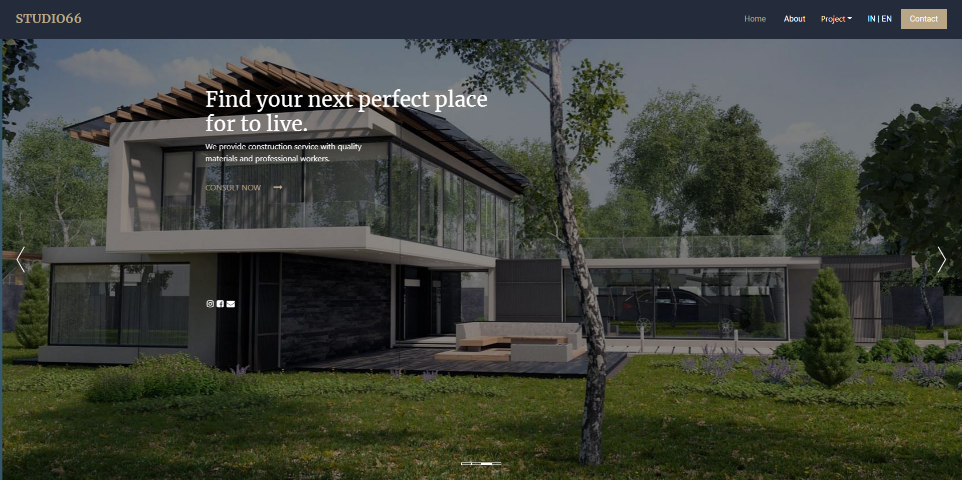 STUDIO66
Home About Project IN | EN Contact
Find your next perfect place
for to live.
We provide construction service with quality
materials and professional workers.
CONSULT NOW